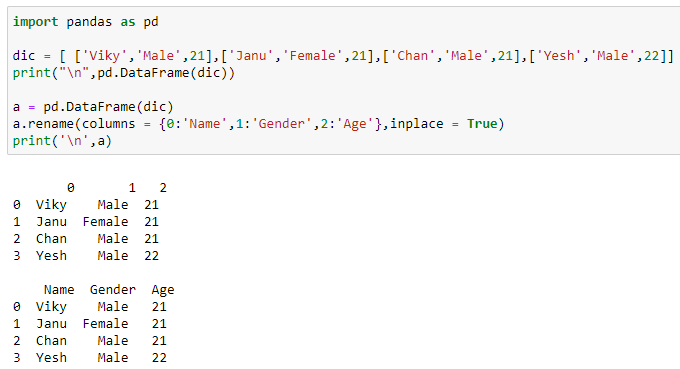 import pandas as pd
dic = [ ['Viky','Male',21],['Janu','Female',21],['Chan','Male',21],['Yesh','Male',22]]
print("\n",pd.DataFrame(dic))
a = pd.DataFrame(dic)
a.rename(columns = {0:'Name',1:'Gender',2:'Age'},inplace = True)
print('\n',a)
0 1 2
0 Viky Male 21
1 Janu Female 21
2 Chan Male 21
3 Yesh Male 22
Name Gender Age
0 Viky Male 21
1 Janu Female 21
2 Chan Male 21
3 Yesh Male 22